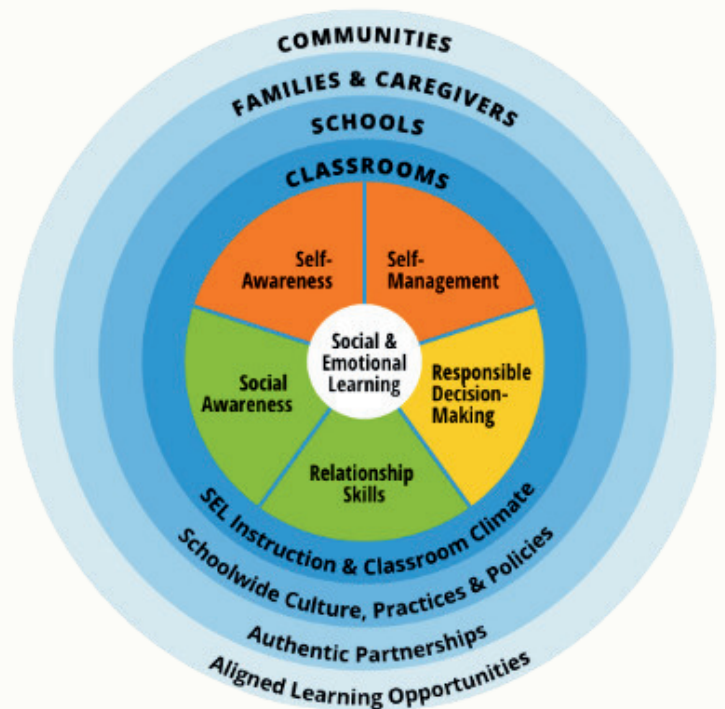 COMMUNITIES
FAMILIES & CAREGIVERS
SCHOOLS
CLASSROOMS
Self-
Awareness
Self-
Management
Social &
Emotional
Learning
Social
Awareness
Responsible
Decision-
Making
Relationship
Skills
SEL Instruction & Classroom Climate
Schoolwide Culture, Practices & Policies
Authentic Partnerships
Aligned Learning Opportunities